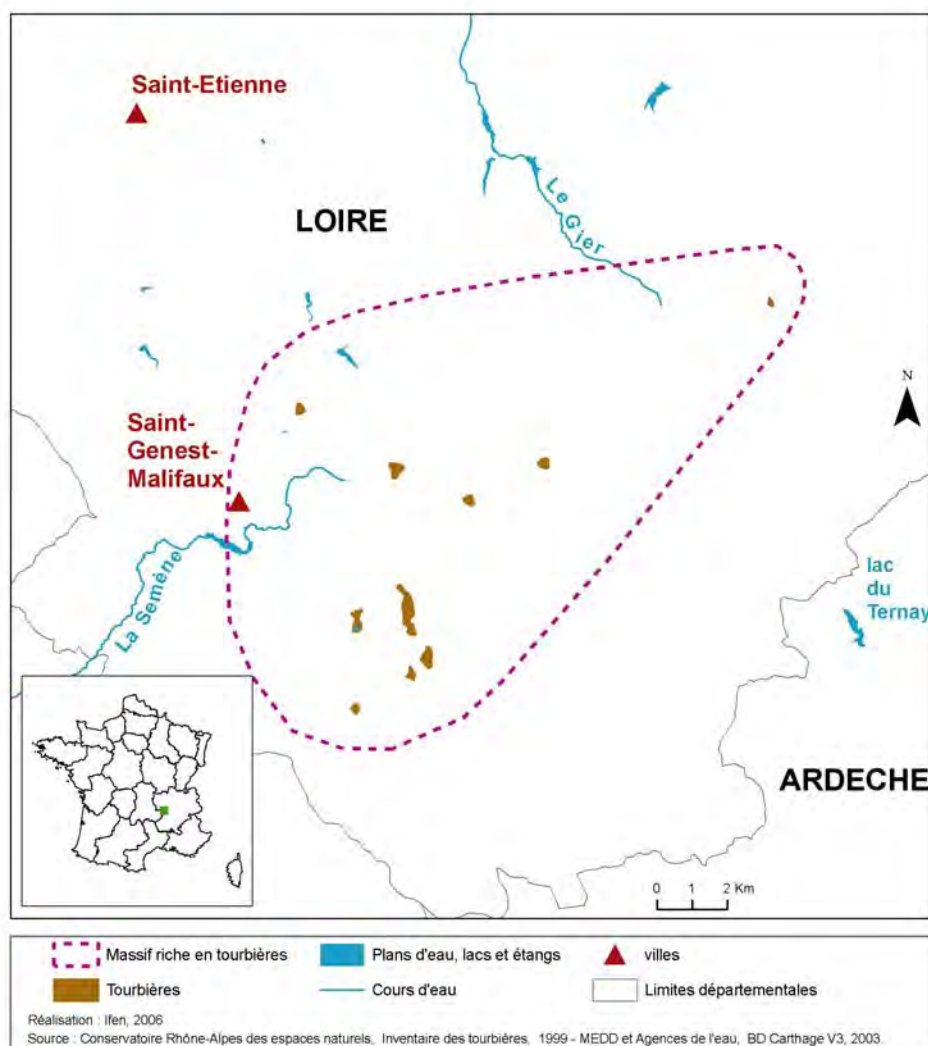 Saint-Etienne
LOIRE
Le Gier
N
Saint-
Genest-
Malifaux
La Semène
lac
du
Ternay
ARDECHE
0 1 2 Km
Massif riche en tourbières
Plans d'eau, lacs et étangs
villes
Tourbières
Cours d'eau
Limites départementales
Réalisation : Ifen, 2006
Source : Conservatoire Rhône-Alpes des espaces naturels, Inventaire des tourbières, 1999 - MEDD et Agences de l'eau, BD Carthage V3, 2003.